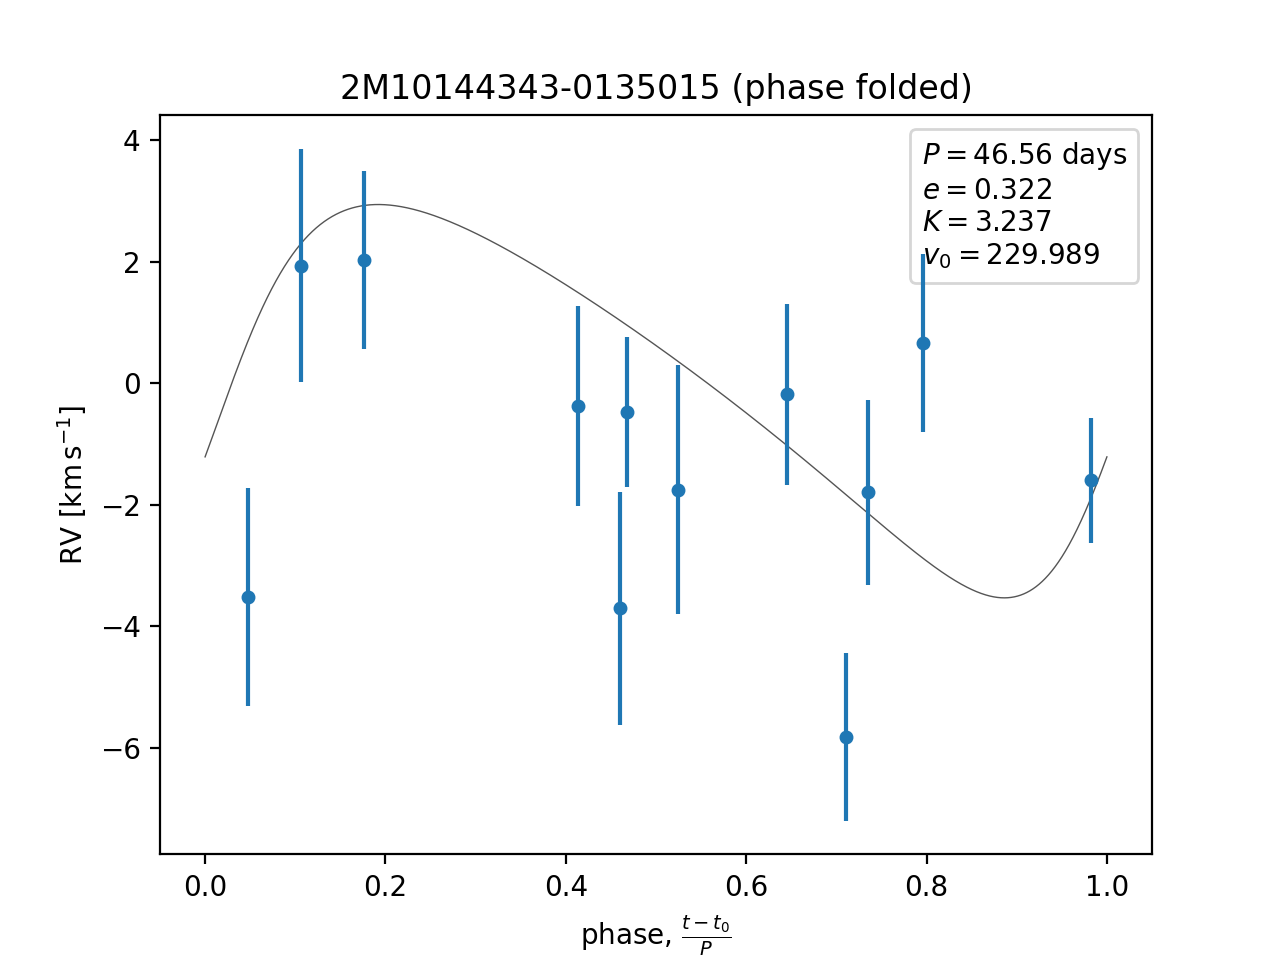 2M10144343-0135015 (phase folded)
P = 46.56 days
e = 0.322
K = 3.237
v₀ = 229.989
4
2
0
−2
−4
−6
RV [km s⁻¹]
0.0 0.2 0.4 0.6 0.8 1.0
phase, (t − t₀)/P